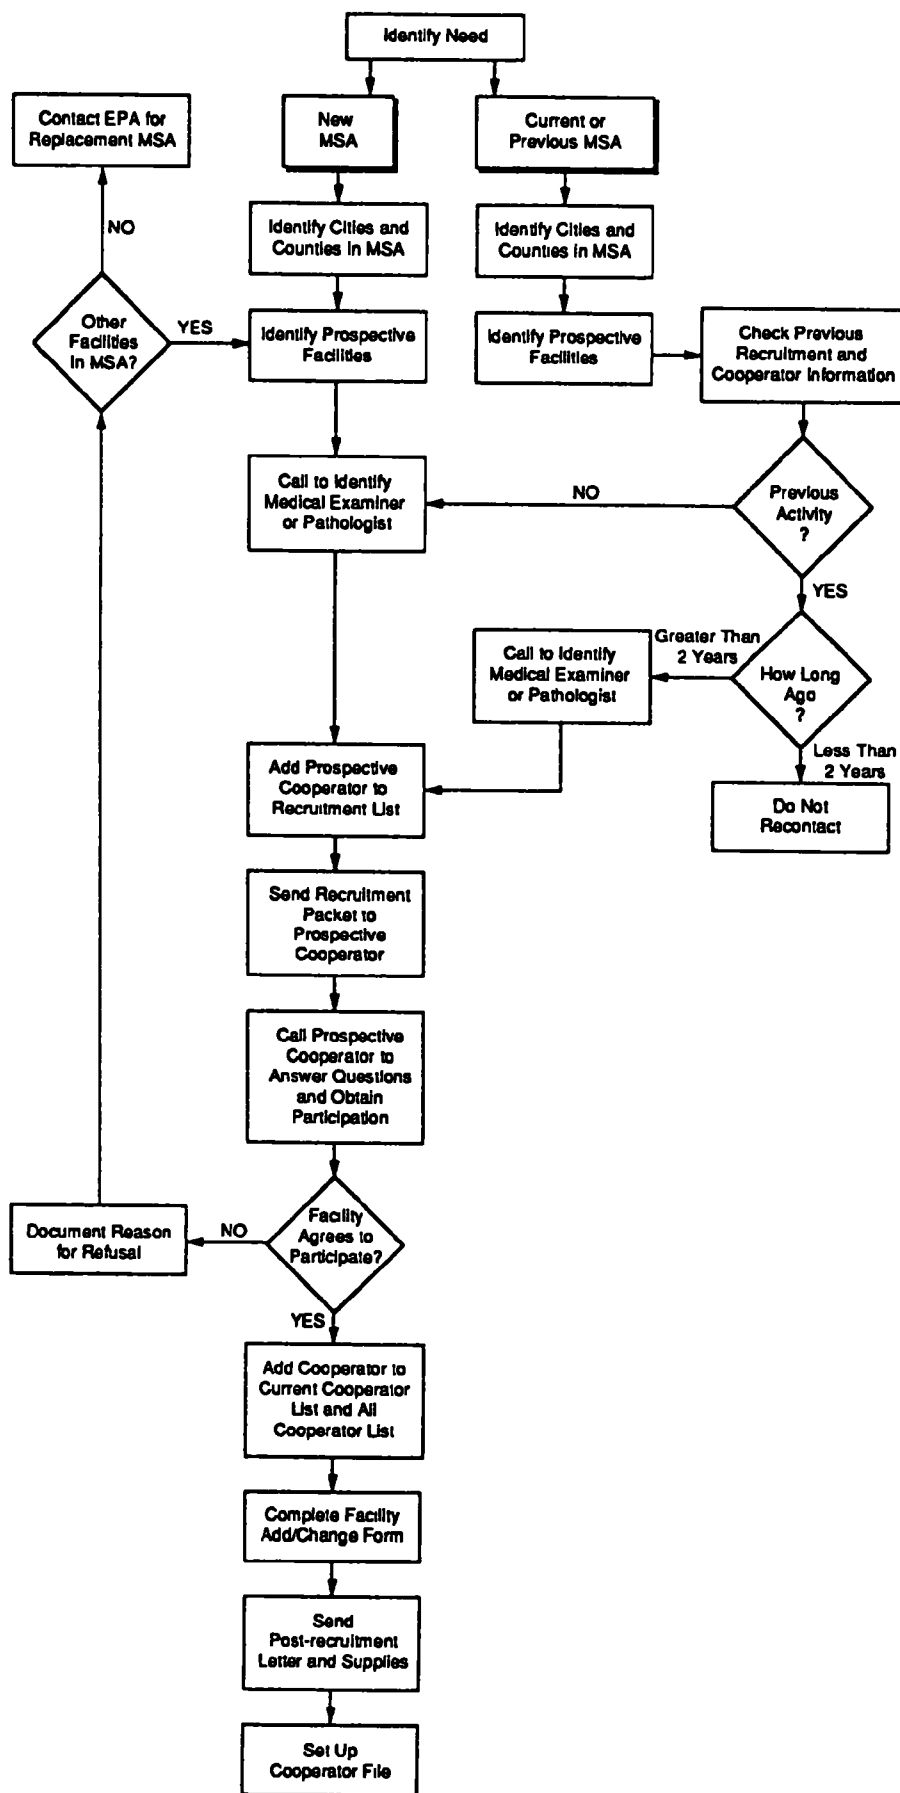 Identify Need
Contact EPA for
Replacement MSA
New
MSA
Current or
Previous MSA
NO
Identify Cities and
Counties in MSA
Identify Cities and
Counties in MSA
Other
Facilities
in MSA?
YES
Identify Prospective
Facilities
Identify Prospective
Facilities
Check Previous
Recruitment and
Cooperator Information
Call to Identify
Medical Examiner
or Pathologist
NO
Previous
Activity
?
YES
Call to Identify
Medical Examiner
or Pathologist
Greater Than
2 Years
How Long
Ago
?
Less Than
2 Years
Do Not
Recontact
Add Prospective
Cooperator to
Recruitment List
Send Recruitment
Packet to
Prospective
Cooperator
Call Prospective
Cooperator to
Answer Questions
and Obtain
Participation
Document Reason
for Refusal
NO
Facility
Agrees to
Participate?
YES
Add Cooperator to
Current Cooperator
List and All
Cooperator List
Complete Facility
Add/Change Form
Send
Post-recruitment
Letter and Supplies
Set Up
Cooperator File